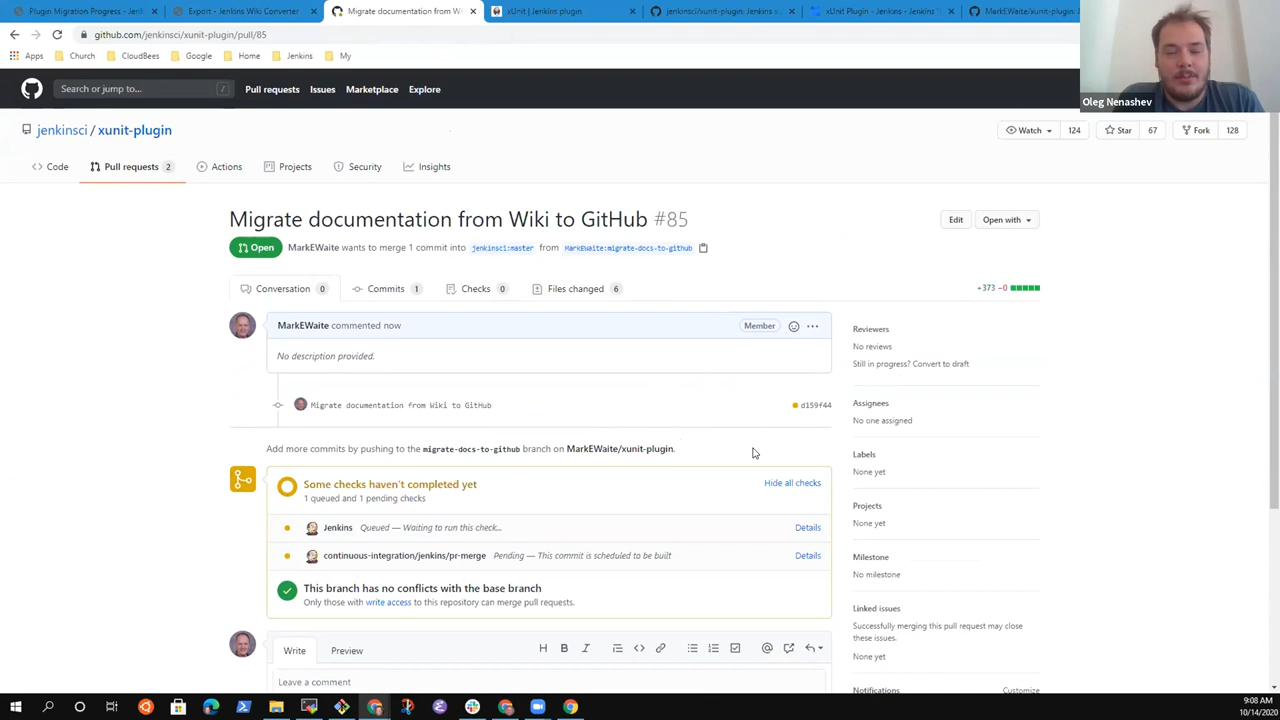 Plugin Migration Progress - Jen
Export - Jenkins Wiki Converter
Migrate documentation from Wi
xUnit | Jenkins plugin
jenkinsci/xunit-plugin: Jenkins x
xUnit Plugin - Jenkins - Jenkins
MarkEWaite/xunit-plugin:
github.com/jenkinsci/xunit-plugin/pull/85
Apps Church CloudBees Google Home Jenkins My
Oleg Nenashev
Search or jump to... /
Pull requests Issues Marketplace Explore
jenkinsci / xunit-plugin
Watch 124 Star 67 Fork 128
Code Pull requests 2 Actions Projects Security Insights
Migrate documentation from Wiki to GitHub #85
Edit Open with
Open MarkEWaite wants to merge 1 commit into jenkinsci:master from MarkEWaite:migrate-docs-to-github
Conversation 0 Commits 1 Checks 0 Files changed 6
+373 −0
MarkEWaite commented now
Member
No description provided.
Migrate documentation from Wiki to GitHub
d159f44
Add more commits by pushing to the migrate-docs-to-github branch on MarkEWaite/xunit-plugin.
Some checks haven't completed yet
Hide all checks
1 queued and 1 pending checks
Jenkins Queued — Waiting to run this check... Details
continuous-integration/jenkins/pr-merge Pending — This commit is scheduled to be built Details
This branch has no conflicts with the base branch
Only those with write access to this repository can merge pull requests.
Write Preview
H B I
Leave a comment
Reviewers
No reviews
Still in progress? Convert to draft
Assignees
No one assigned
Labels
None yet
Projects
None yet
Milestone
No milestone
Linked issues
Successfully merging this pull request may close
these issues.
None yet
Notifications Customize
9:08 AM
10/14/2020